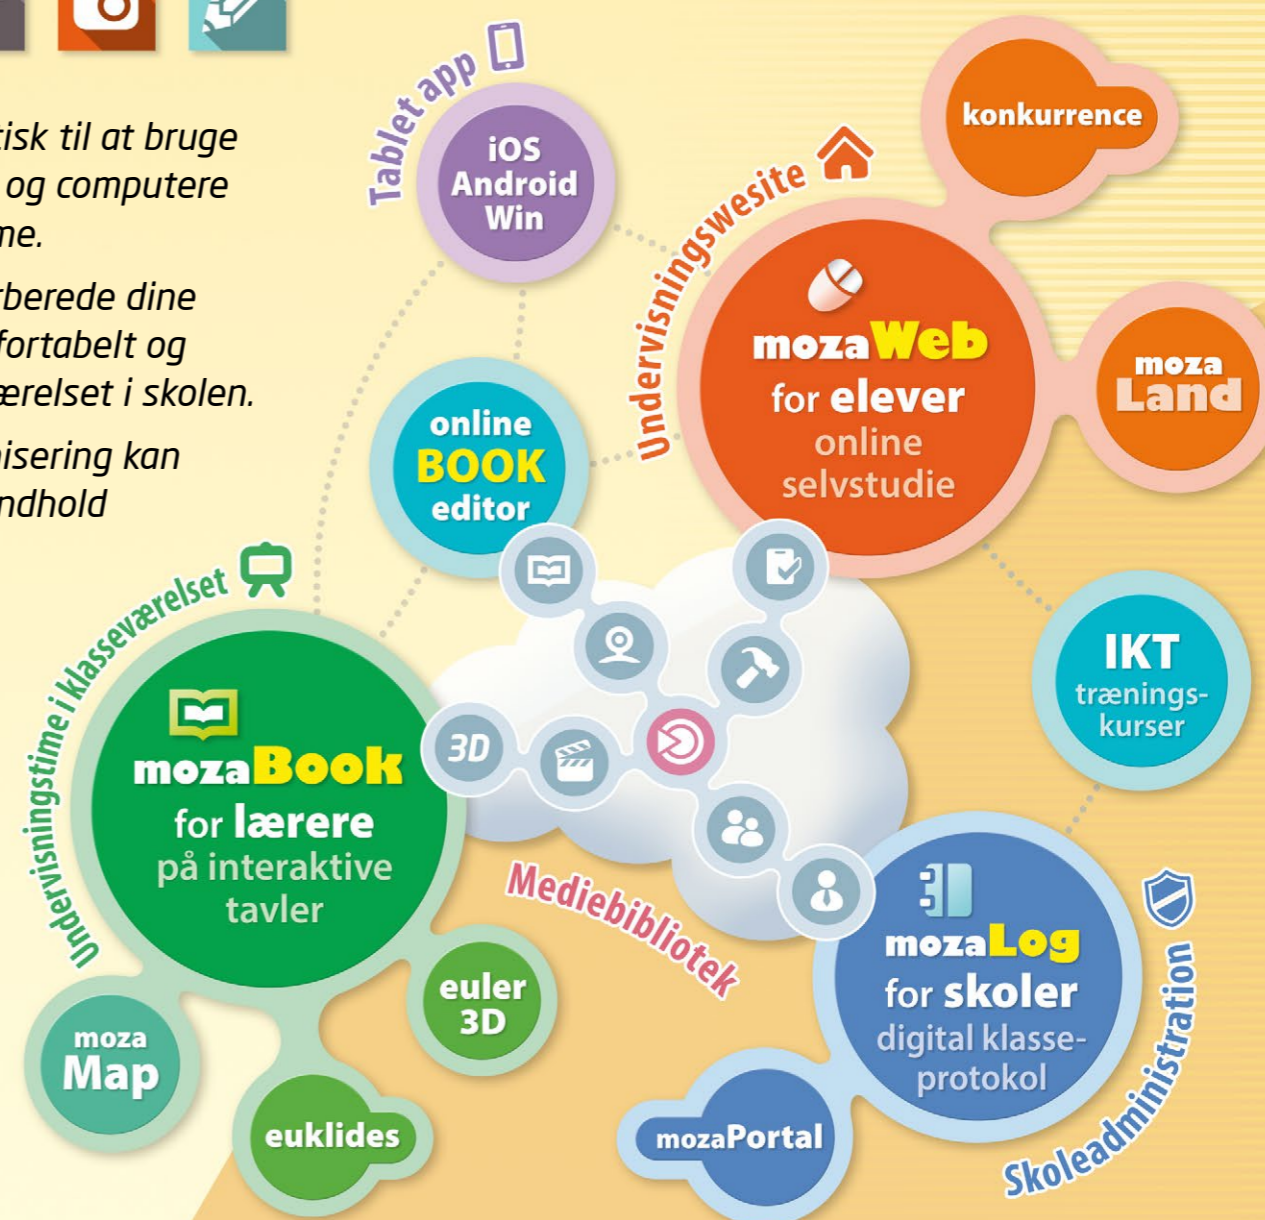 tisk til at bruge
og computere
me.
rberede dine
fortabelt og
ærelset i skolen.
nisering kan
ndhold
Tablet app
iOS
Android
Win
Undervisningswesite
konkurrence
mozaWeb
for elever
online
selvstudie
moza
Land
online
BOOK
editor
Undervisningstime i klasseværelset
mozaBook
for lærere
på interaktive
tavler
3D
IKT
trænings-
kurser
Mediebibliotek
mozaLog
for skoler
digital klasse-
protokol
Skoleadministration
euler
3D
moza
Map
euklides
mozaPortal